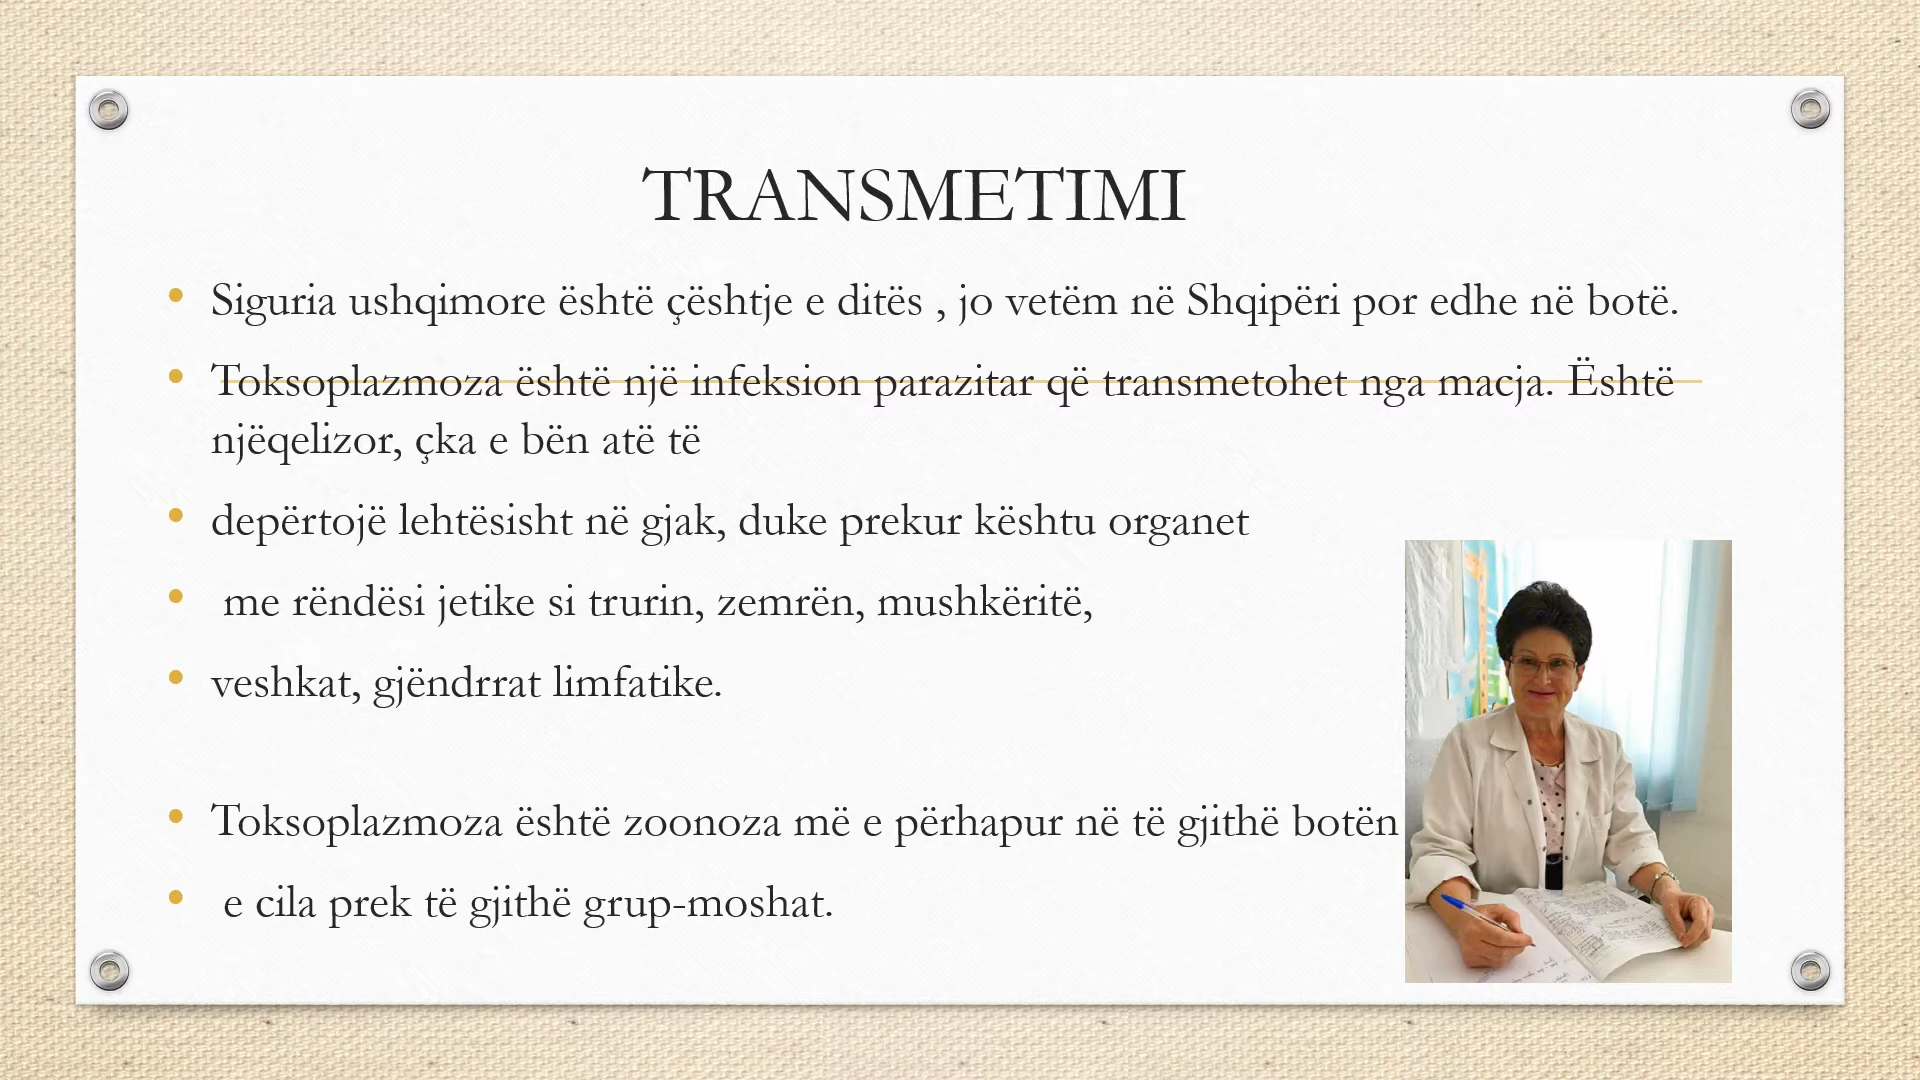 TRANSMETIMI
• Siguria ushqimore është çështje e ditës , jo vetëm në Shqipëri por edhe në botë.
• Toksoplazmoza është një infeksion parazitar që transmetohet nga macja. Është
njëqelizor, çka e bën atë të
• depërtojë lehtësisht në gjak, duke prekur kështu organet
• me rëndësi jetike si trurin, zemrën, mushkëritë,
• veshkat, gjëndrrat limfatike.
• Toksoplazmoza është zoonoza më e përhapur në të gjithë botën
• e cila prek të gjithë grup-moshat.